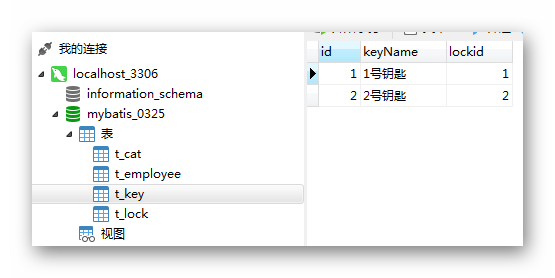 我的连接
localhost_3306
information_schema
mybatis_0325
表
t_cat
t_employee
t_key
t_lock
视图
id keyName lockid
1 1号钥匙 1
2 2号钥匙 2